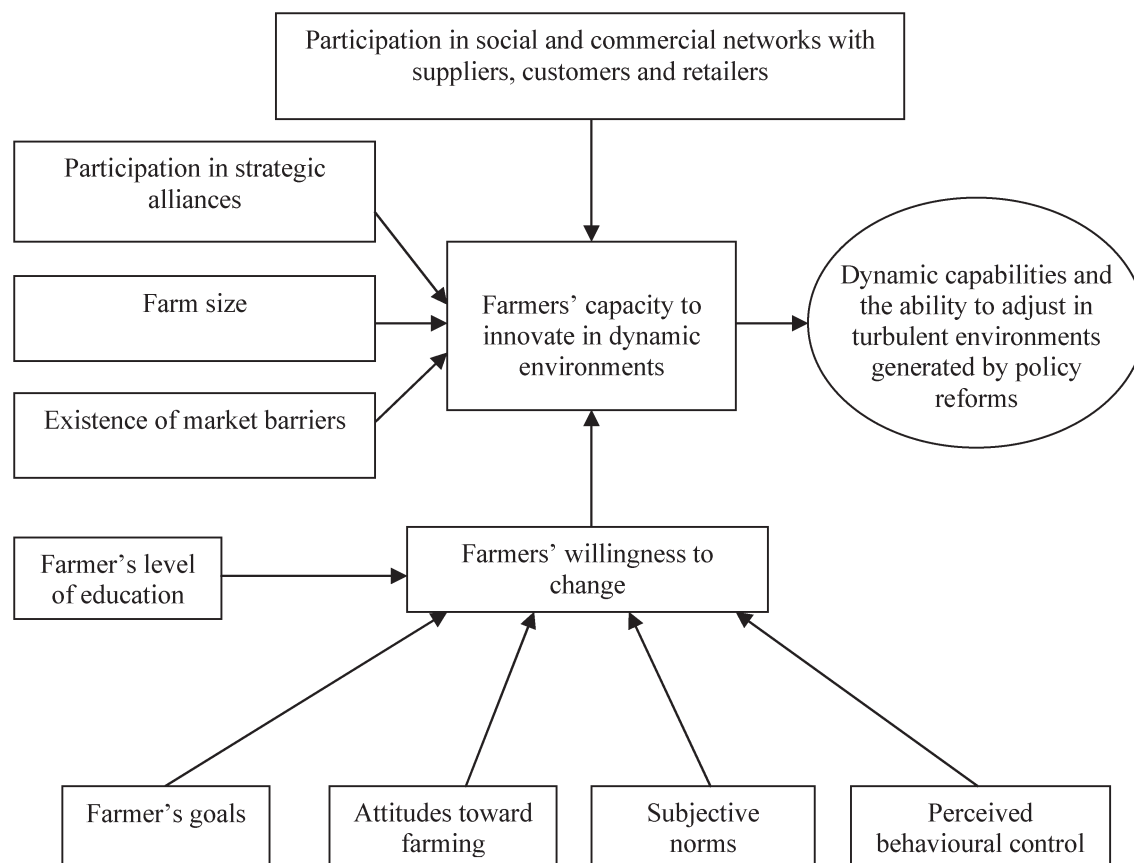 Participation in social and commercial networks with
suppliers, customers and retailers
Participation in strategic
alliances
Farm size
Existence of market barriers
Farmers’ capacity to
innovate in dynamic
environments
Dynamic capabilities and
the ability to adjust in
turbulent environments
generated by policy
reforms
Farmer’s level
of education
Farmers’ willingness to
change
Farmer’s goals
Attitudes toward
farming
Subjective
norms
Perceived
behavioural control